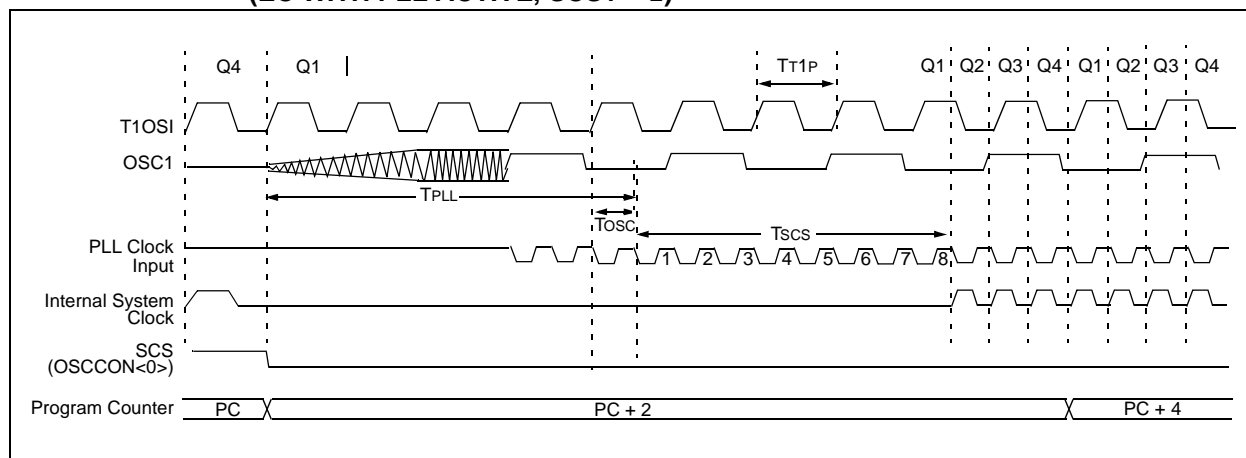 Q4 Q1 TT1P Q1 Q2 Q3 Q4 Q1 Q2 Q3 Q4
T1OSI
OSC1
TPLL
TOSC TSCS
PLL Clock
Input
1 2 3 4 5 6 7 8
Internal System
Clock
SCS
(OSCCON<0>)
Program Counter PC PC + 2 PC + 4